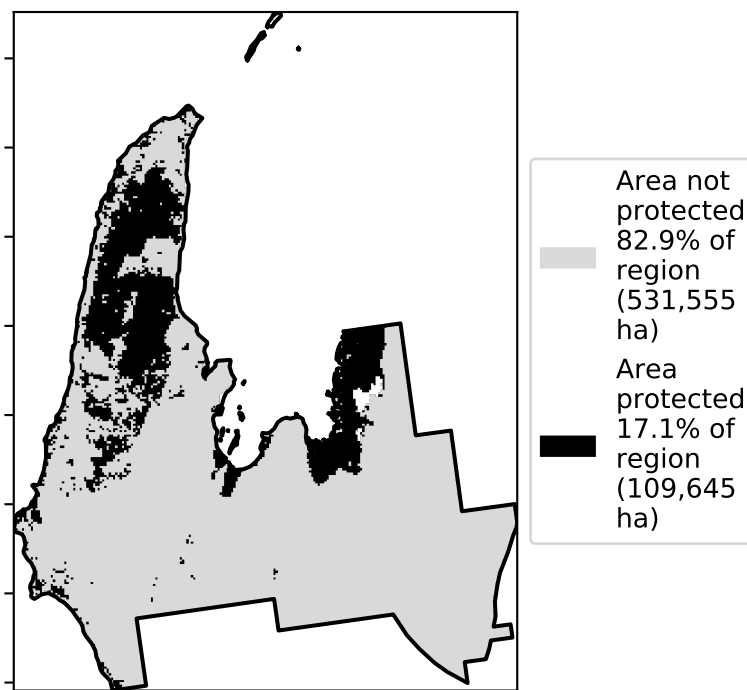 Area not
protected
82.9% of
region
(531,555
ha)
Area
protected
17.1% of
region
(109,645
ha)